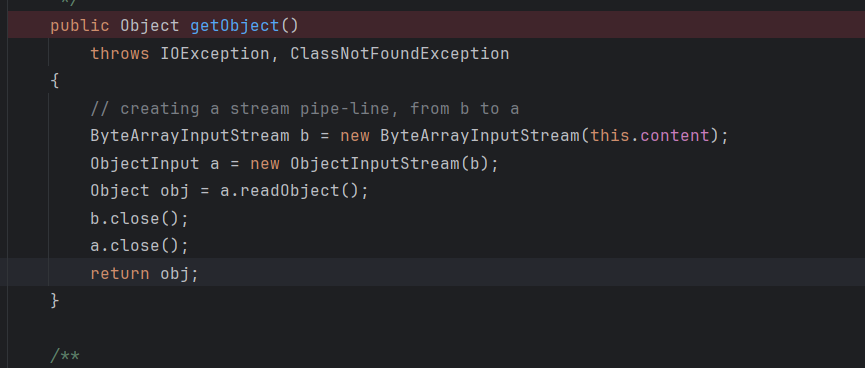 */
public Object getObject()
throws IOException, ClassNotFoundException
{
// creating a stream pipe-line, from b to a
ByteArrayInputStream b = new ByteArrayInputStream(this.content);
ObjectInput a = new ObjectInputStream(b);
Object obj = a.readObject();
b.close();
a.close();
return obj;
}
/**